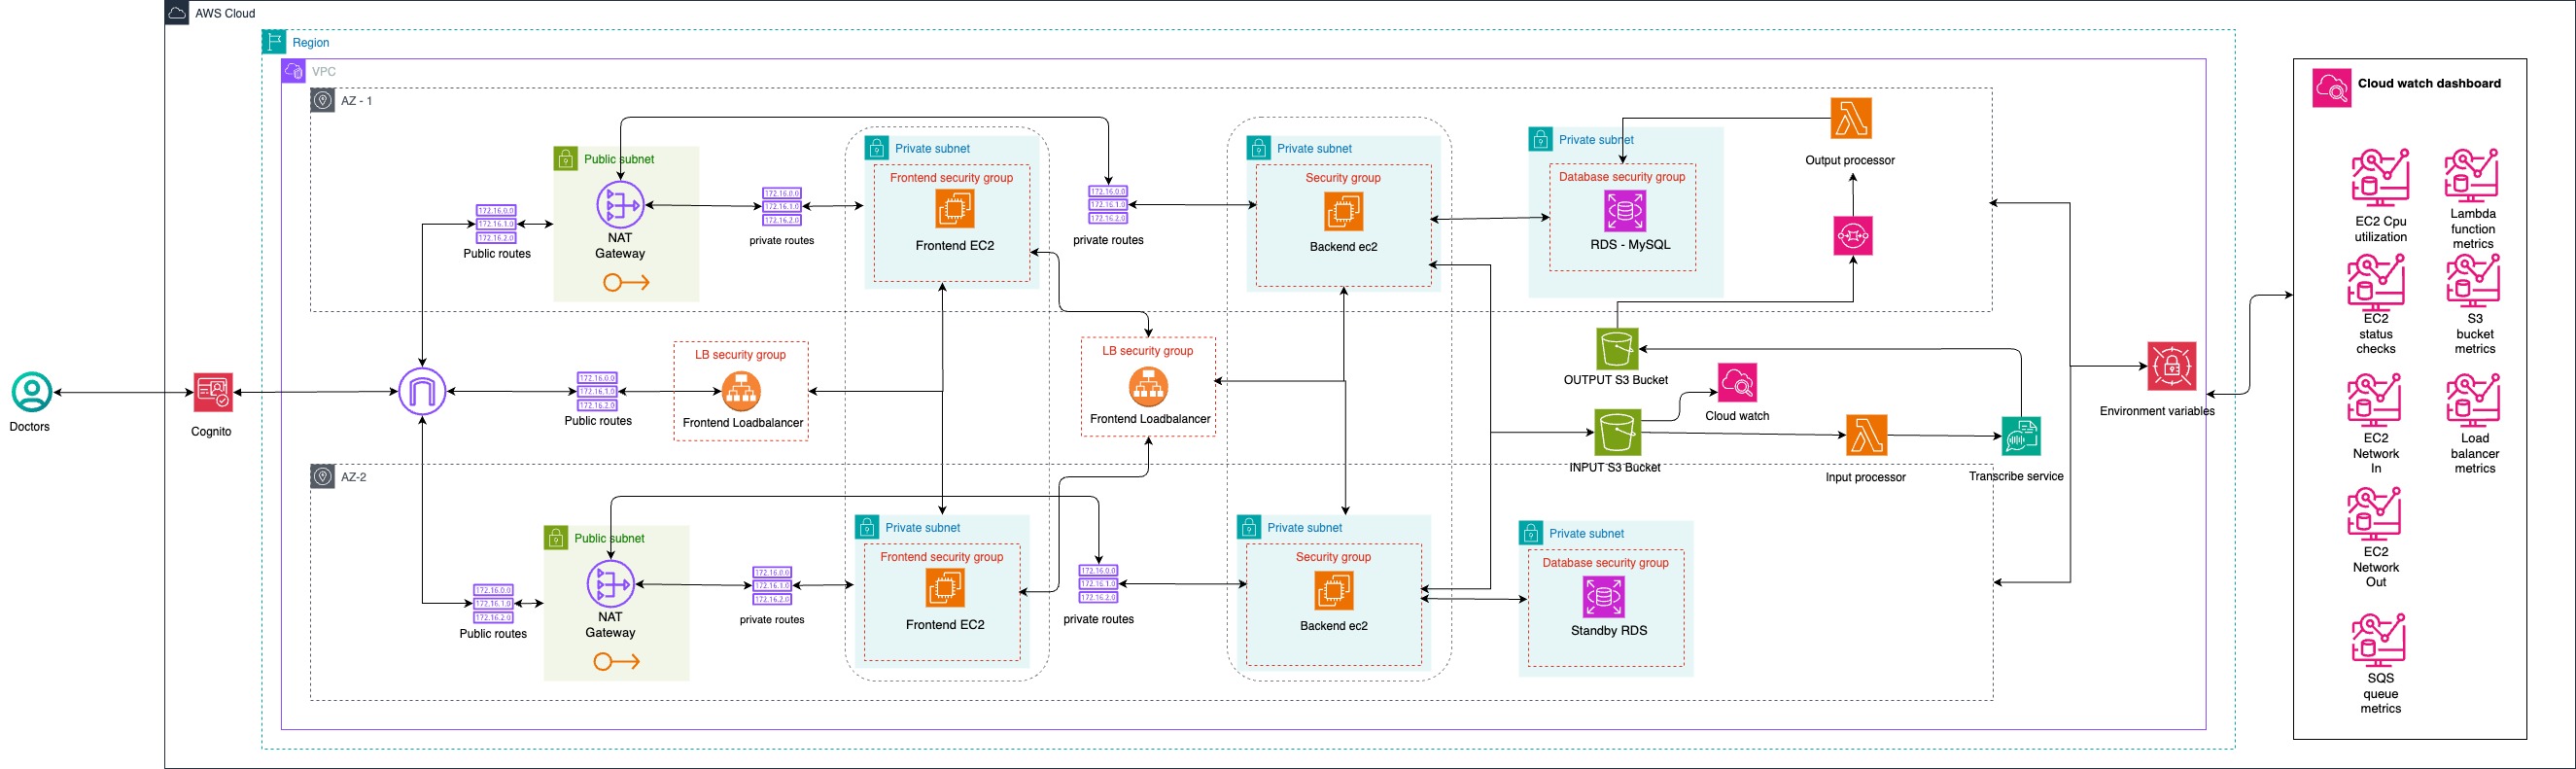 AWS Cloud
Region
VPC
AZ - 1
Public subnet
NAT
Gateway
172.16.0.0
172.16.1.0
172.16.2.0
Public routes
172.16.0.0
172.16.1.0
172.16.2.0
private routes
Private subnet
Frontend security group
Frontend EC2
172.16.0.0
172.16.1.0
172.16.2.0
private routes
Private subnet
Security group
Backend ec2
Private subnet
Database security group
RDS - MySQL
Output processor
Doctors
Cognito
172.16.0.0
172.16.1.0
172.16.2.0
Public routes
LB security group
Frontend Loadbalancer
LB security group
Frontend Loadbalancer
OUTPUT S3 Bucket
Cloud watch
INPUT S3 Bucket
Input processor
Transcribe service
Environment variables
AZ-2
Public subnet
NAT
Gateway
172.16.0.0
172.16.1.0
172.16.2.0
Public routes
172.16.0.0
172.16.1.0
172.16.2.0
private routes
Private subnet
Frontend security group
Frontend EC2
172.16.0.0
172.16.1.0
172.16.2.0
private routes
Private subnet
Security group
Backend ec2
Private subnet
Database security group
Standby RDS
Cloud watch dashboard
EC2 Cpu
utilization
Lambda
function
metrics
EC2
status
checks
S3
bucket
metrics
EC2
Network
In
Load
balancer
metrics
EC2
Network
Out
SQS
queue
metrics